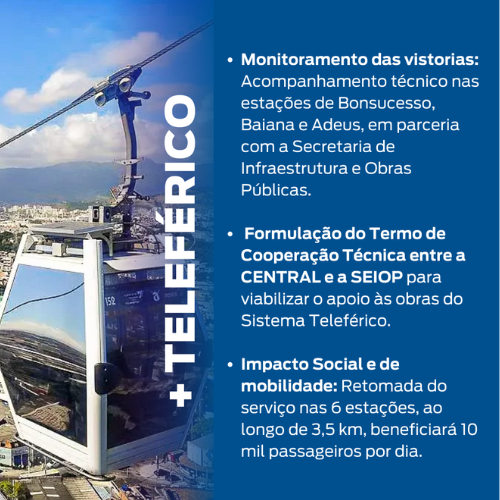 + TELEFÉRICO
• Monitoramento das vistorias:
Acompanhamento técnico nas
estações de Bonsucesso,
Baiana e Adeus, em parceria
com a Secretaria de
Infraestrutura e Obras
Públicas.
• Formulação do Termo de
Cooperação Técnica entre a
CENTRAL e a SEIOP para
viabilizar o apoio às obras do
Sistema Teleférico.
• Impacto Social e de
mobilidade: Retomada do
serviço nas 6 estações, ao
longo de 3,5 km, beneficiará 10
mil passageiros por dia.
152